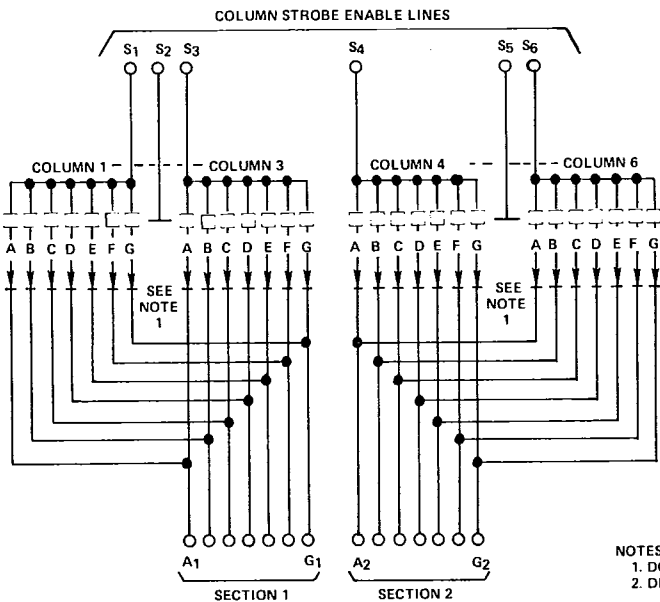 COLUMN STROBE ENABLE LINES
S1 S2 S3 S4 S5 S6
COLUMN 1 COLUMN 3 COLUMN 4 COLUMN 6
A B C D E F G A B C D E F G A B C D E F G A B C D E F G
SEE NOTE 1
SEE NOTE 1
A1 G1 A2 G2
SECTION 1 SECTION 2
NOTES
1. D
2. D